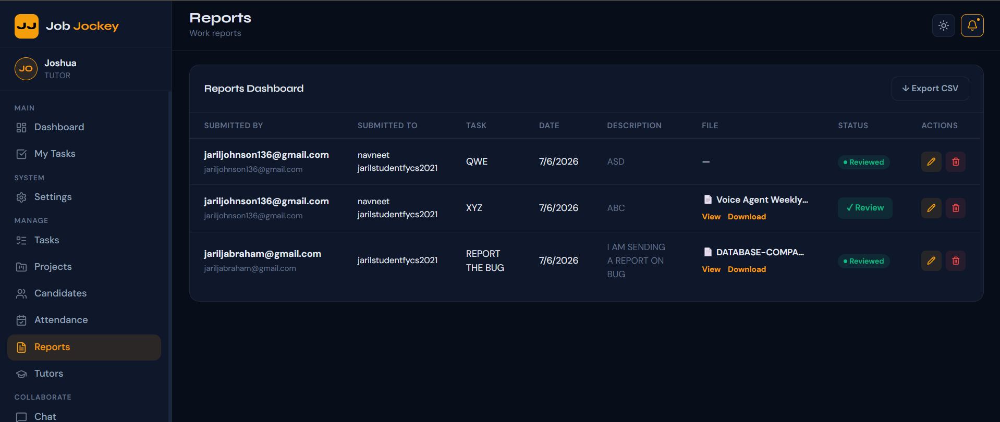 JJ Job Jockey
JO Joshua
TUTOR
MAIN
Dashboard
My Tasks
SYSTEM
Settings
MANAGE
Tasks
Projects
Candidates
Attendance
Reports
Tutors
COLLABORATE
Chat
Reports
Work reports
Reports Dashboard
↓ Export CSV
SUBMITTED BY SUBMITTED TO TASK DATE DESCRIPTION FILE STATUS ACTIONS
jariljohnson136@gmail.com
jariljohnson136@gmail.com
navneet
jarilstudentfycs2021
QWE
7/6/2026
ASD
—
Reviewed
jariljohnson136@gmail.com
jariljohnson136@gmail.com
navneet
jarilstudentfycs2021
XYZ
7/6/2026
ABC
Voice Agent Weekly...
View Download
✓ Review
jariljabraham@gmail.com
jariljabraham@gmail.com
jarilstudentfycs2021
REPORT
THE BUG
7/6/2026
I AM SENDING
A REPORT ON
BUG
DATABASE-COMPA...
View Download
Reviewed